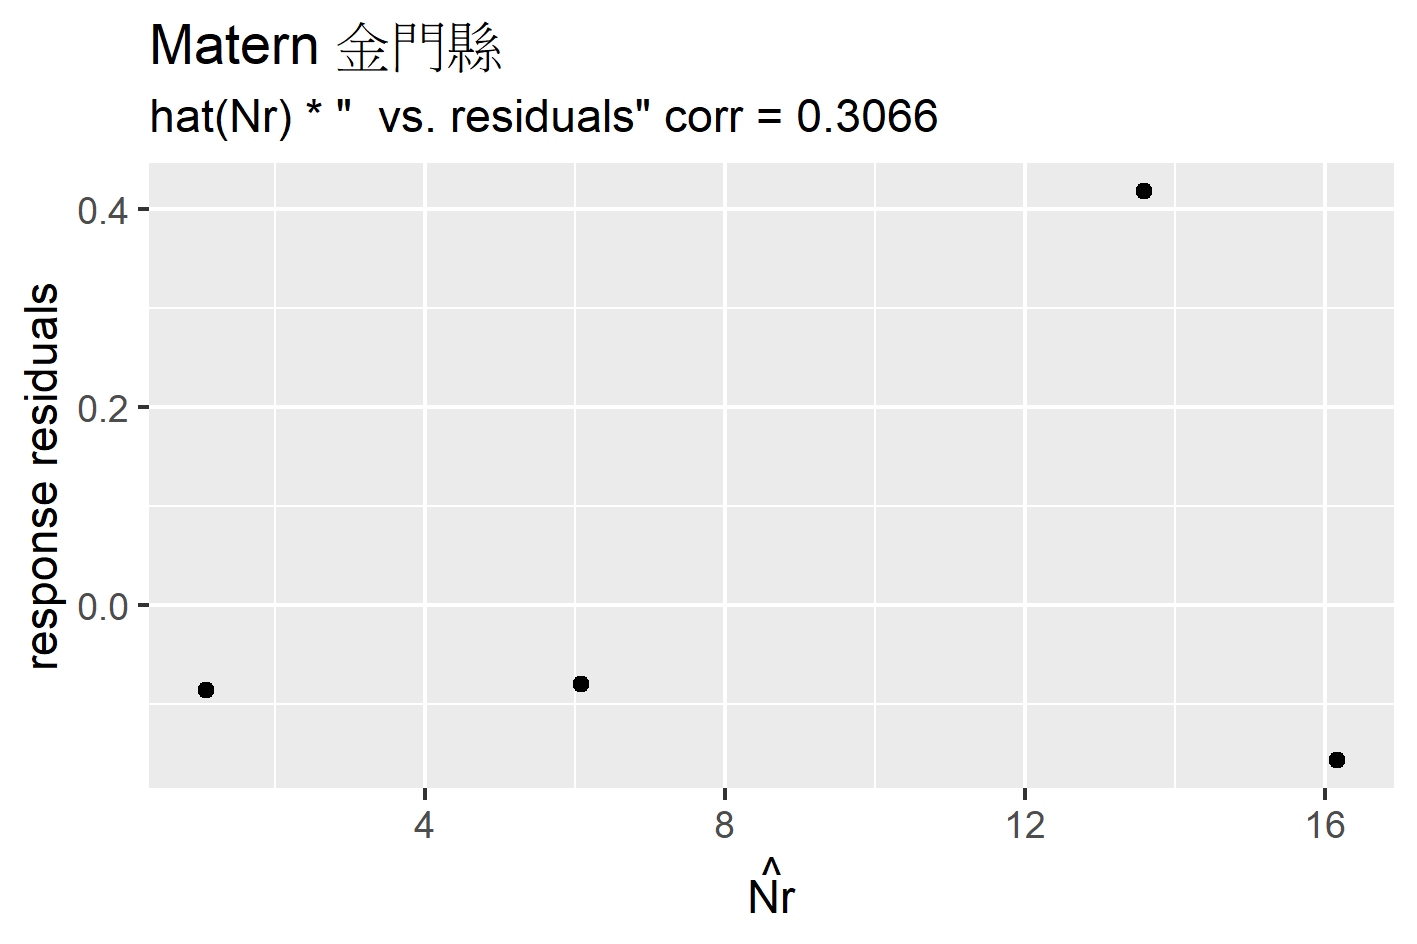 Matern 金門縣
hat(Nr) * "  vs. residuals" corr = 0.3066
response residuals
0.4
0.2
0.0
4 8 12 16
N̂r